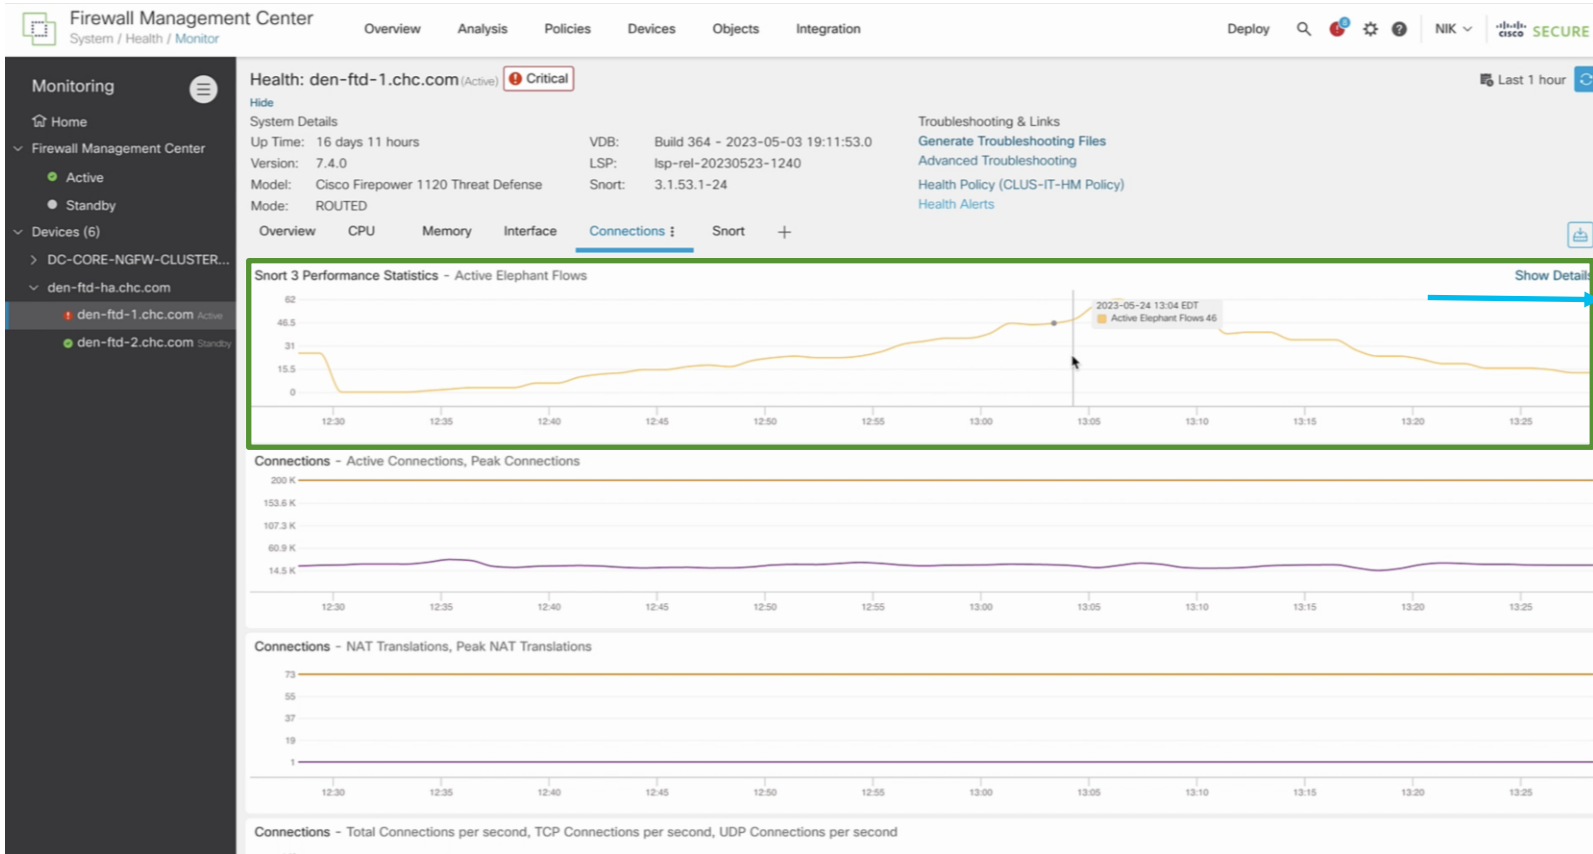 Firewall Management Center
System / Health / Monitor
Overview Analysis Policies Devices Objects Integration
Deploy 8 ? NIK
cisco SECURE
Monitoring
Home
Firewall Management Center
Active
Standby
Devices (6)
DC-CORE-NGFW-CLUSTER...
den-ftd-ha.chc.com
den-ftd-1.chc.com Active
den-ftd-2.chc.com Standby
Health: den-ftd-1.chc.com (Active) Critical
Last 1 hour
Hide
System Details
Up Time: 16 days 11 hours
Version: 7.4.0
Model: Cisco Firepower 1120 Threat Defense
Mode: ROUTED
VDB: Build 364 - 2023-05-03 19:11:53.0
LSP: lsp-rel-20230523-1240
Snort: 3.1.53.1-24
Troubleshooting & Links
Generate Troubleshooting Files
Advanced Troubleshooting
Health Policy (CLUS-IT-HM Policy)
Health Alerts
Overview CPU Memory Interface Connections Snort +
Snort 3 Performance Statistics - Active Elephant Flows
Show Details
62
46.5
31
15.5
0
2023-05-24 13:04 EDT
Active Elephant Flows 46
12:30 12:35 12:40 12:45 12:50 12:55 13:00 13:05 13:10 13:15 13:20 13:25
Connections - Active Connections, Peak Connections
200 K
153.6 K
107.3 K
60.9 K
14.5 K
12:30 12:35 12:40 12:45 12:50 12:55 13:00 13:05 13:10 13:15 13:20 13:25
Connections - NAT Translations, Peak NAT Translations
73
55
37
19
1
12:30 12:35 12:40 12:45 12:50 12:55 13:00 13:05 13:10 13:15 13:20 13:25
Connections - Total Connections per second, TCP Connections per second, UDP Connections per second